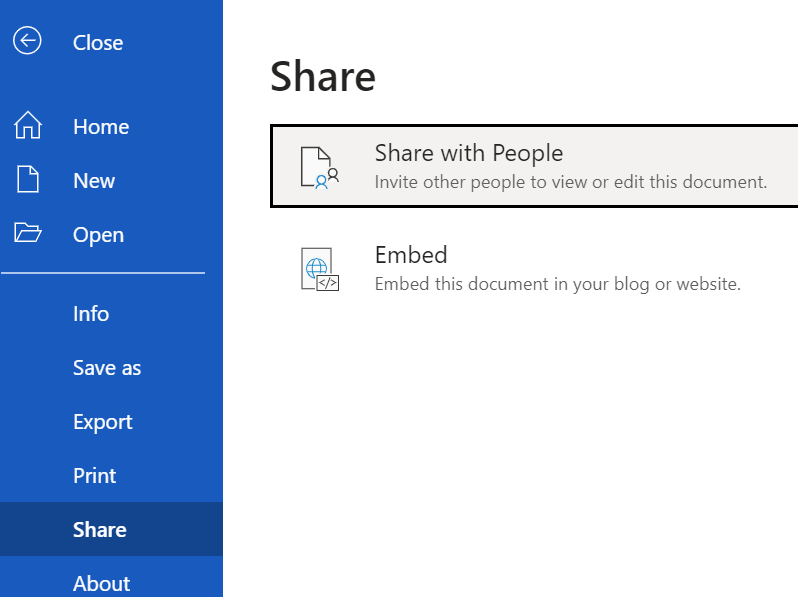 Close
Home
New
Open
Info
Save as
Export
Print
Share
About
Share
Share with People
Invite other people to view or edit this document.
Embed
Embed this document in your blog or website.